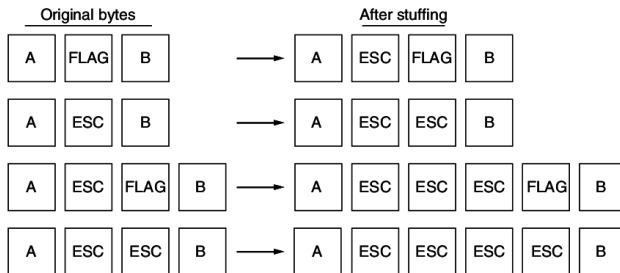 Original bytes After stuffing
A FLAG B A ESC FLAG B
A ESC B A ESC ESC B
A ESC FLAG B A ESC ESC ESC FLAG B
A ESC ESC B A ESC ESC ESC ESC B